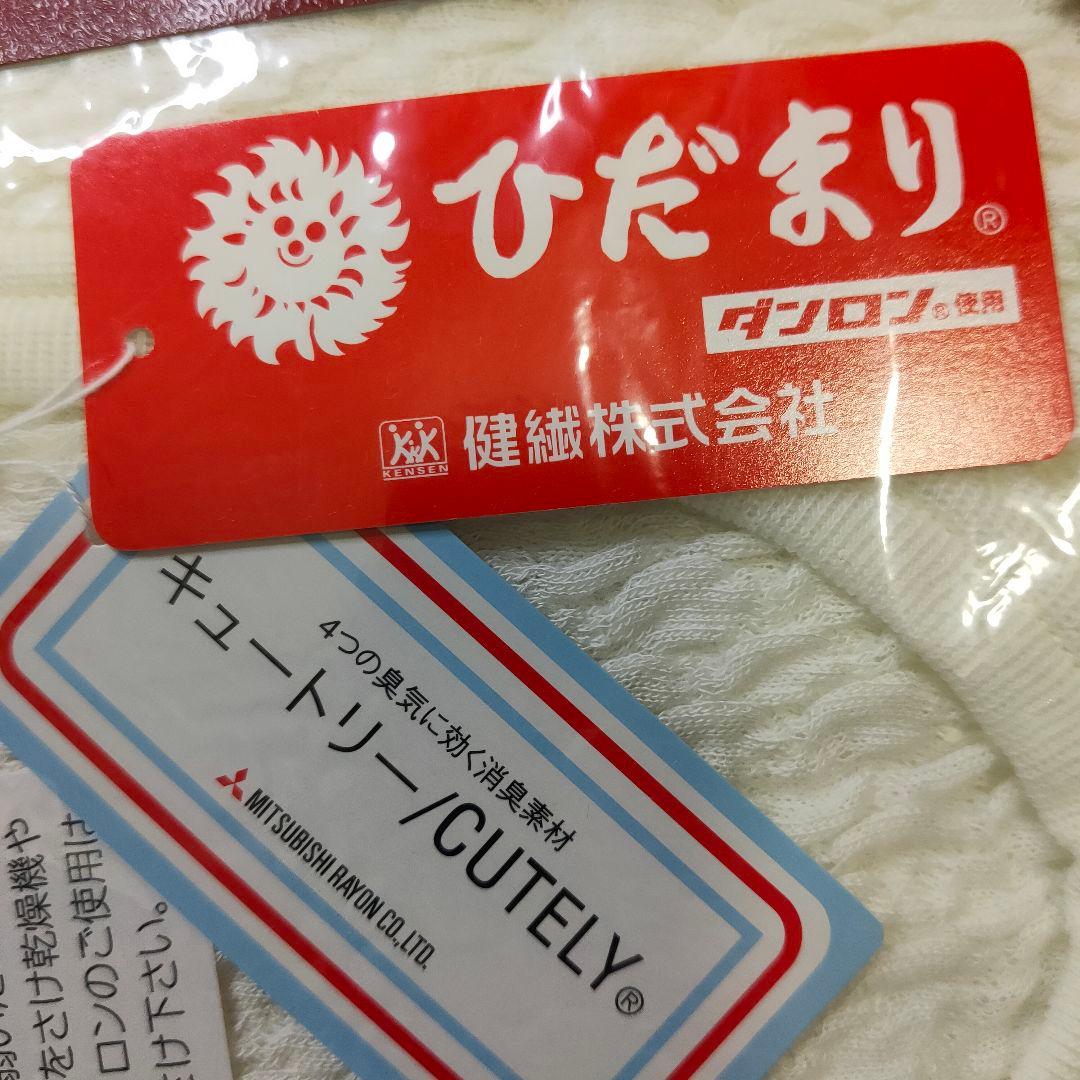 ひだまり®
ダンロン®使用
KENSEN
健繊株式会社
4つの臭気に効く消臭素材
キュートリー/CUTELY®
MITSUBISHI RAYON CO.,LTD.
をさけ乾燥機や
ロンのご使用は
け下さい。